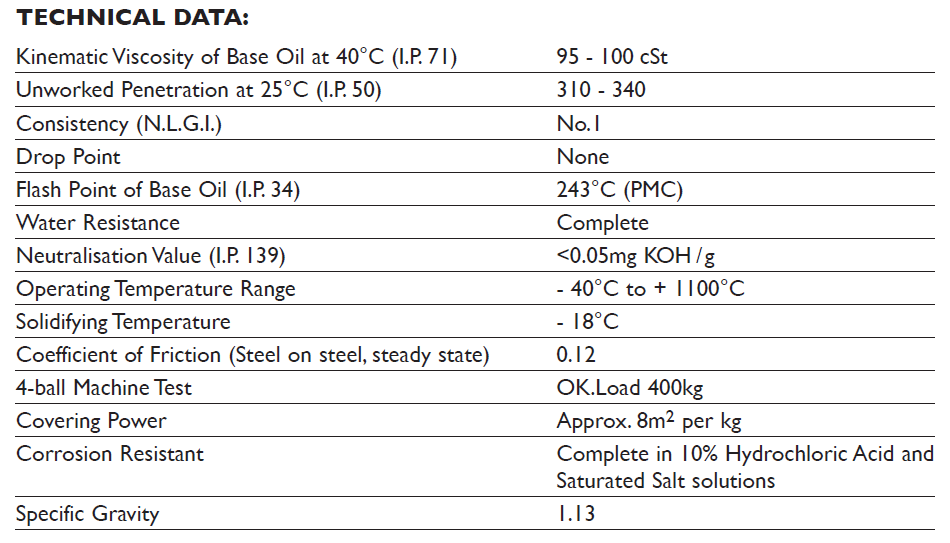 TECHNICAL DATA:
Kinematic Viscosity of Base Oil at 40°C (I.P. 71) 95 - 100 cSt
Unworked Penetration at 25°C (I.P. 50) 310 - 340
Consistency (N.L.G.I.) No.1
Drop Point None
Flash Point of Base Oil (I.P. 34) 243°C (PMC)
Water Resistance Complete
Neutralisation Value (I.P. 139) <0.05mg KOH / g
Operating Temperature Range - 40°C to + 1100°C
Solidifying Temperature - 18°C
Coefficient of Friction (Steel on steel, steady state) 0.12
4-ball Machine Test OK.Load 400kg
Covering Power Approx. 8m² per kg
Corrosion Resistant Complete in 10% Hydrochloric Acid and
Saturated Salt solutions
Specific Gravity 1.13